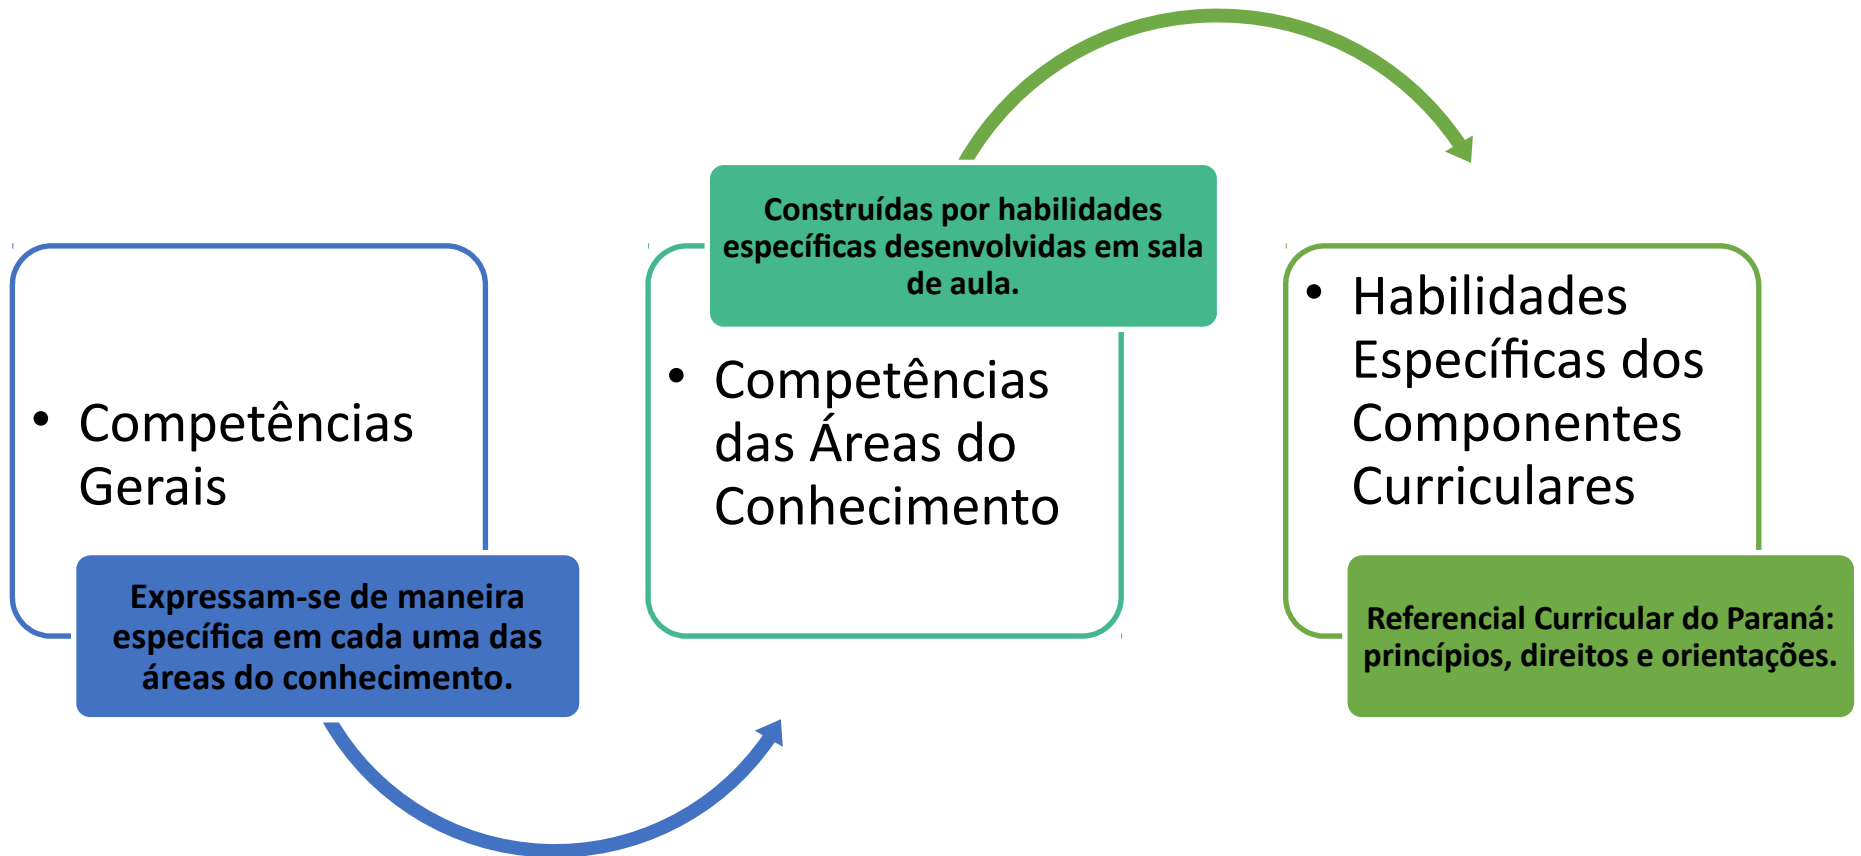 • Competências
Gerais
Expressam-se de maneira
específica em cada uma das
áreas do conhecimento.
Construídas por habilidades
específicas desenvolvidas em sala
de aula.
• Competências
das Áreas do
Conhecimento
• Habilidades
Específicas dos
Componentes
Curriculares
Referencial Curricular do Paraná:
princípios, direitos e orientações.